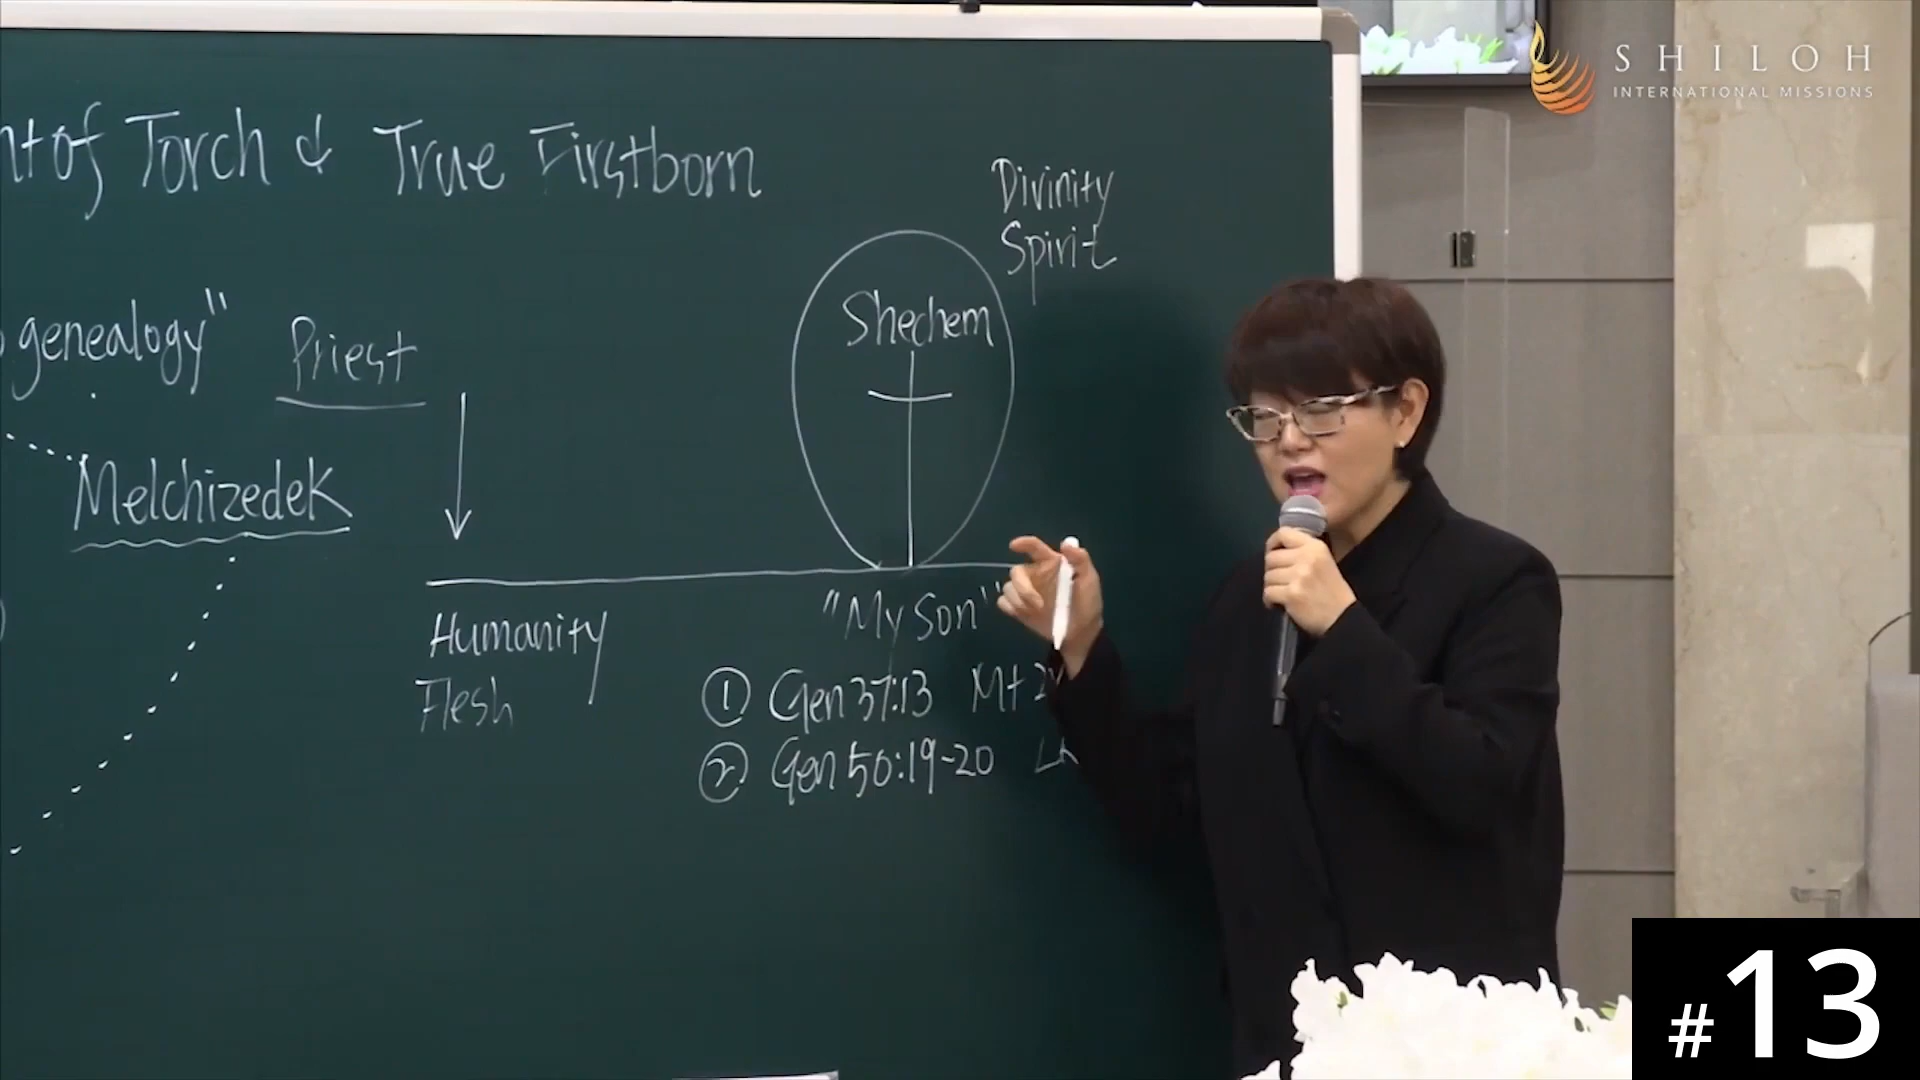 nt of Torch & True Firstborn
SHILOH
INTERNATIONAL MISSIONS
Divinity
Spirit
genealogy"
Priest
Shechem
Melchizedek
Humanity
Flesh
"My Son"
① Gen 37:13 Mt
② Gen 50:19-20
#13